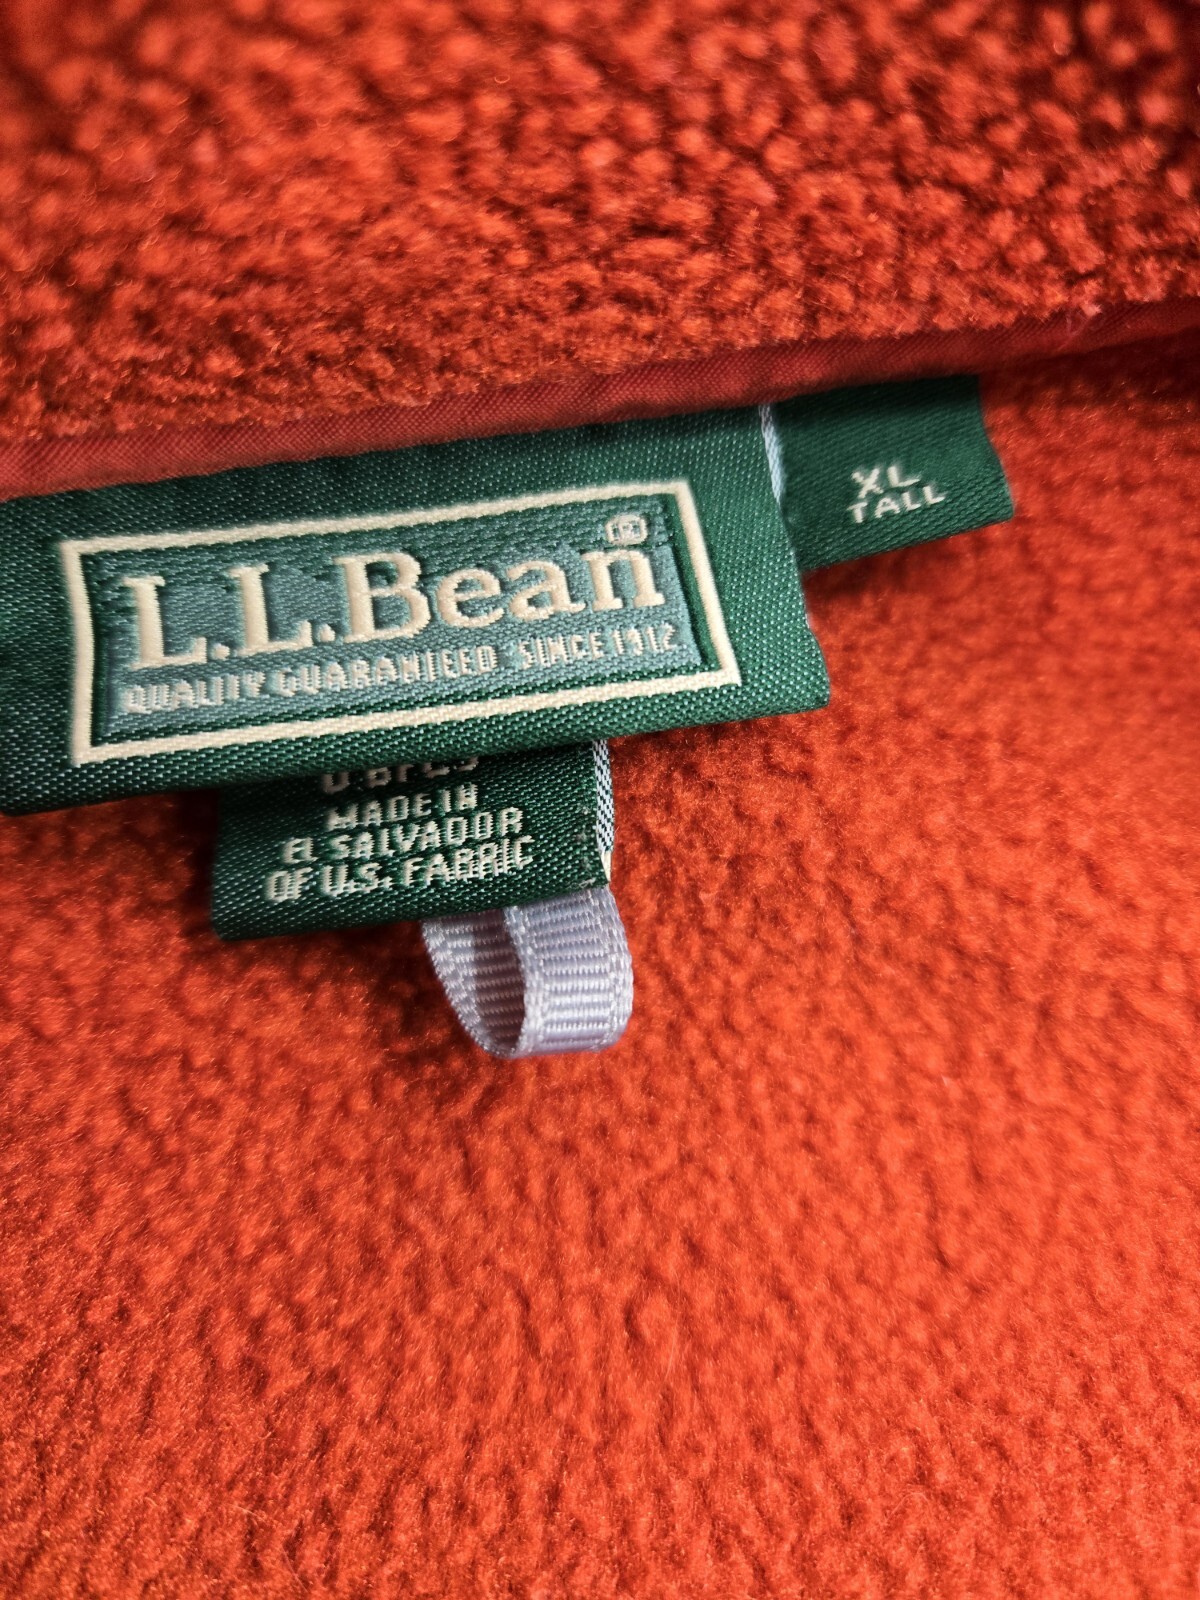 XL
TALL
L.L.Bean®
QUALITY GUARANTEED SINCE 1912
MADE IN
EL SALVADOR
OF U.S. FABRIC